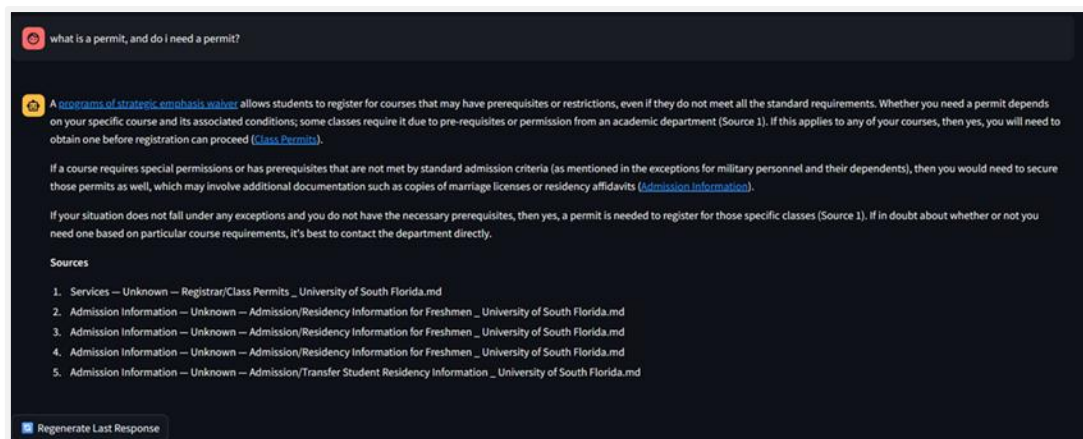 what is a permit, and do i need a permit?
A programs of strategic emphasis waiver allows students to register for courses that may have prerequisites or restrictions, even if they do not meet all the standard requirements. Whether you need a permit depends
on your specific course and its associated conditions; some classes require it due to pre-requisites or permission from an academic department (Source 1). If this applies to any of your courses, then yes, you will need to
obtain one before registration can proceed (Class Permits).
If a course requires special permissions or has prerequisites that are not met by standard admission criteria (as mentioned in the exceptions for military personnel and their dependents), then you would need to secure
those permits as well, which may involve additional documentation such as copies of marriage licenses or residency affidavits (Admission Information).
If your situation does not fall under any exceptions and you do not have the necessary prerequisites, then yes, a permit is needed to register for those specific classes (Source 1). If in doubt about whether or not you
need one based on particular course requirements, it's best to contact the department directly.
Sources
1. Services — Unknown — Registrar/Class Permits _ University of South Florida.md
2. Admission Information — Unknown — Admission/Residency Information for Freshmen _ University of South Florida.md
3. Admission Information — Unknown — Admission/Residency Information for Freshmen _ University of South Florida.md
4. Admission Information — Unknown — Admission/Residency Information for Freshmen _ University of South Florida.md
5. Admission Information — Unknown — Admission/Transfer Student Residency Information _ University of South Florida.md
Regenerate Last Response